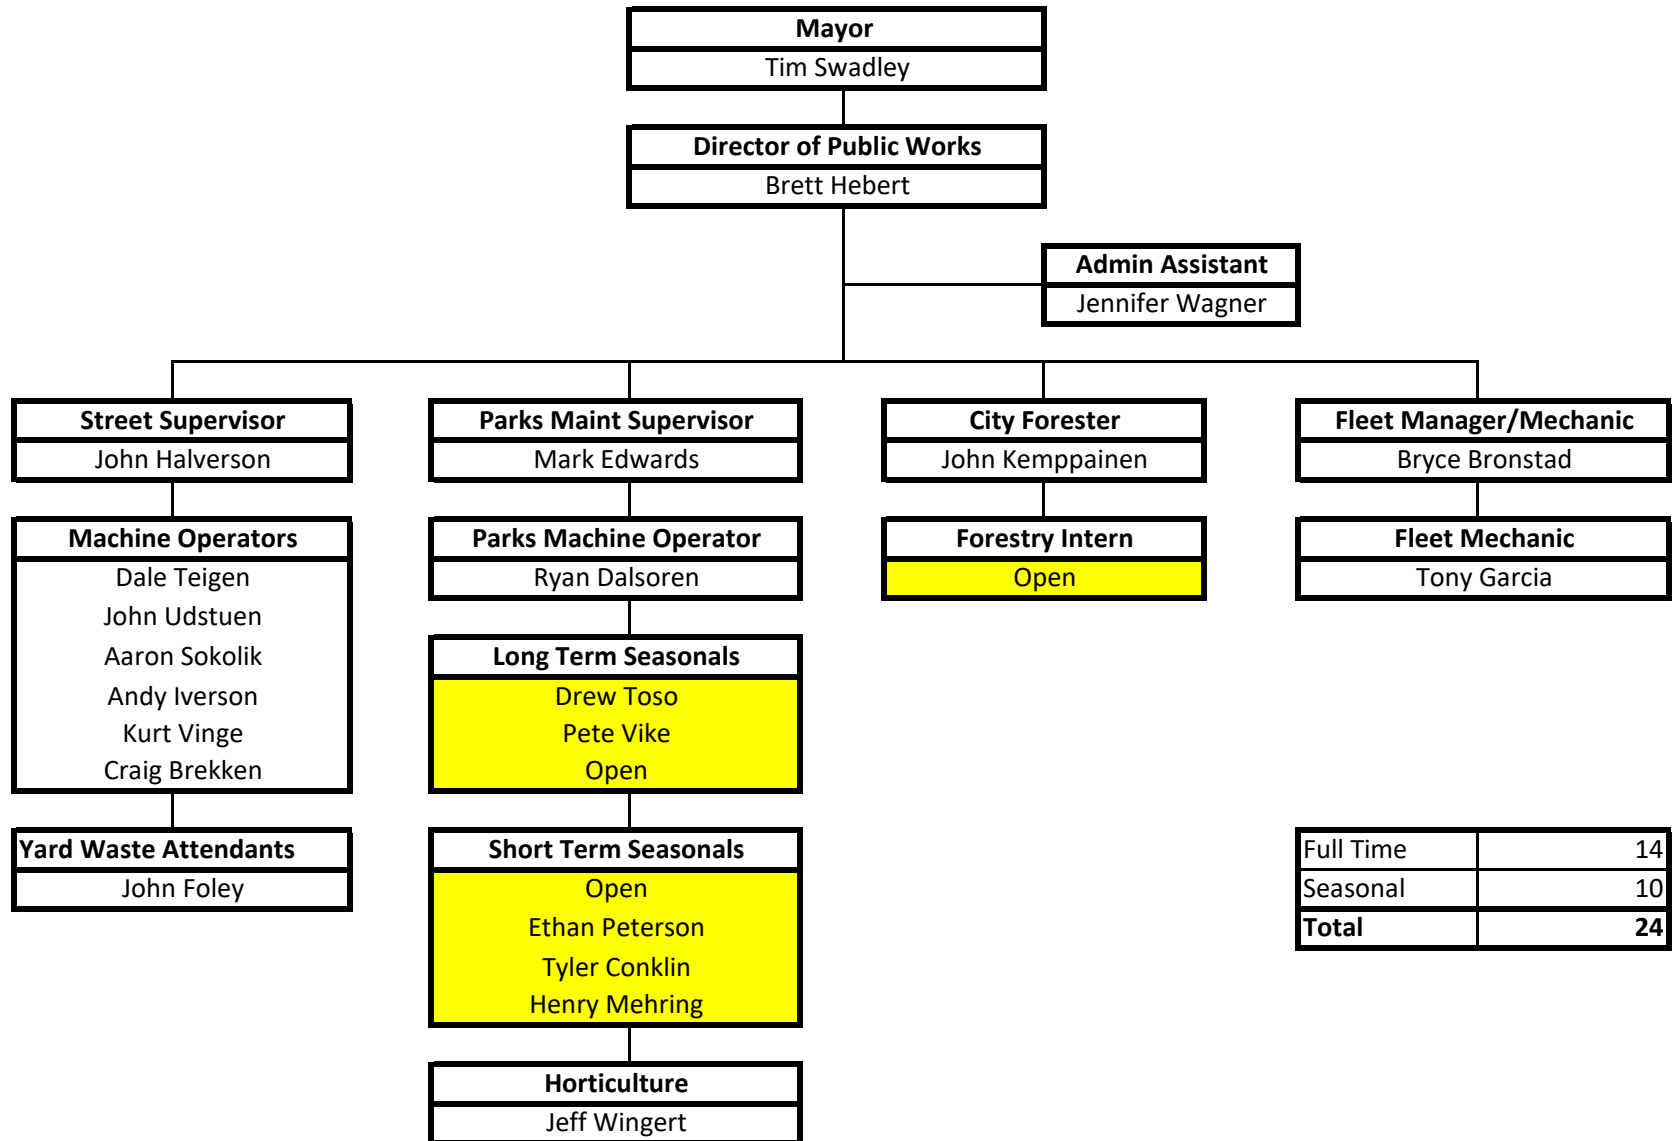 Mayor
Tim Swadley
Director of Public Works
Brett Hebert
Admin Assistant
Jennifer Wagner
Street Supervisor
John Halverson
Machine Operators
Dale Teigen
John Udstuen
Aaron Sokolik
Andy Iverson
Kurt Vinge
Craig Brekken
Yard Waste Attendants
John Foley
Parks Maint Supervisor
Mark Edwards
Parks Machine Operator
Ryan Dalsoren
Long Term Seasonals
Drew Toso
Pete Vike
Open
Short Term Seasonals
Open
Ethan Peterson
Tyler Conklin
Henry Mehring
Horticulture
Jeff Wingert
City Forester
John Kemppainen
Forestry Intern
Open
Fleet Manager/Mechanic
Bryce Bronstad
Fleet Mechanic
Tony Garcia
Full Time 14
Seasonal 10
Total 24